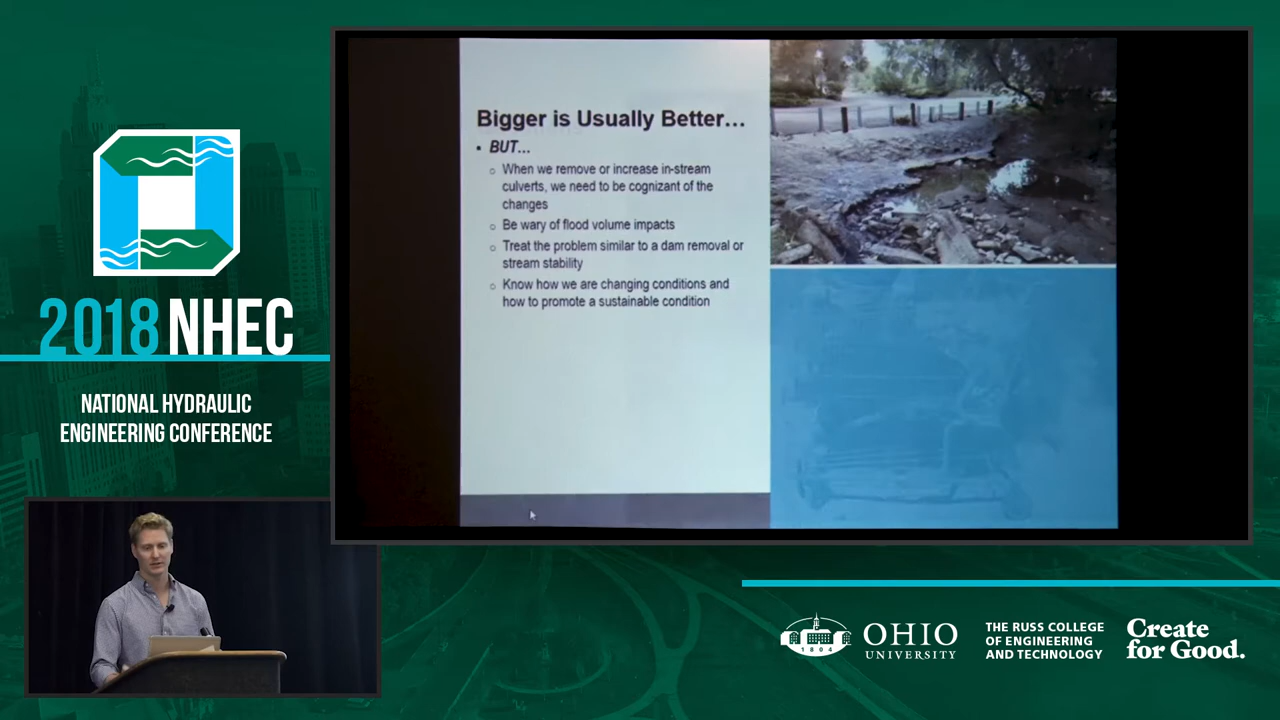 2018 NHEC
NATIONAL HYDRAULIC
ENGINEERING CONFERENCE
Bigger is Usually Better…
• BUT…
○ When we remove or increase in-stream
culverts, we need to be cognizant of the
changes
○ Be wary of flood volume impacts
○ Treat the problem similar to a dam removal or
stream stability
○ Know how we are changing conditions and
how to promote a sustainable condition
1804
OHIO
UNIVERSITY
THE RUSS COLLEGE
OF ENGINEERING
AND TECHNOLOGY
Create
for Good.